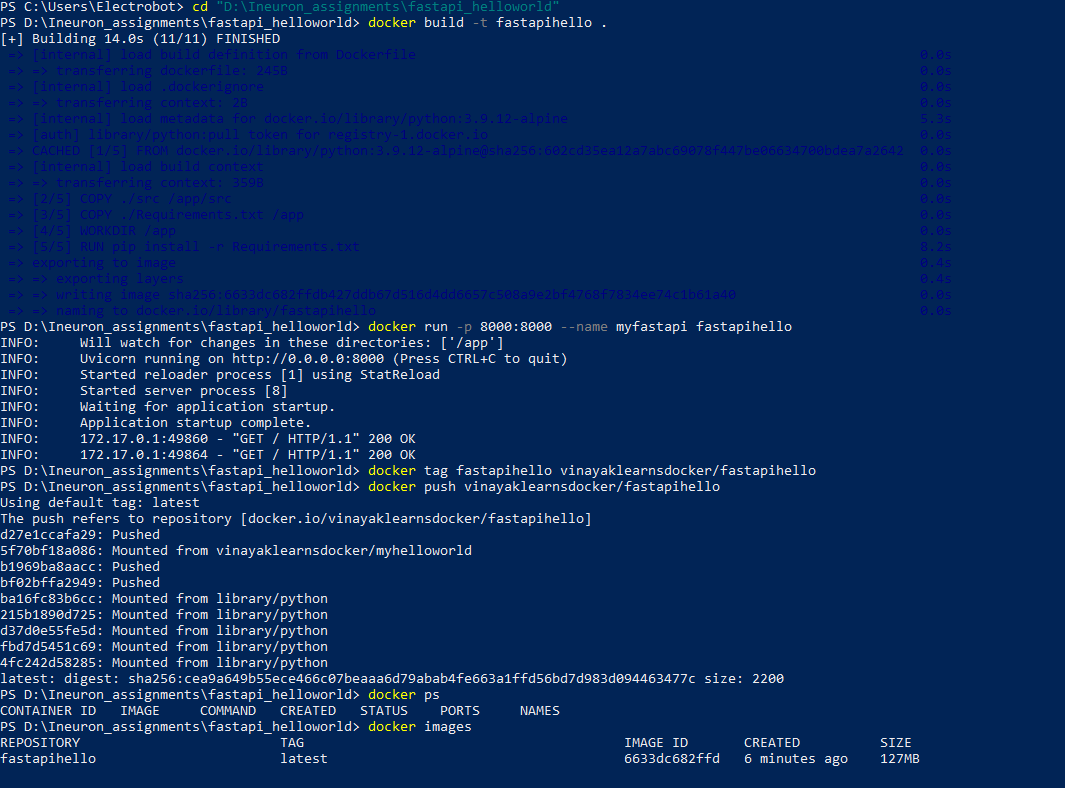 PS C:\Users\Electrobot> cd "D:\Ineuron_assignments\fastapi_helloworld"
PS D:\Ineuron_assignments\fastapi_helloworld> docker build -t fastapihello .
[+] Building 14.0s (11/11) FINISHED
=> [internal] load build definition from Dockerfile 0.0s
=> => transferring dockerfile: 245B 0.0s
=> [internal] load .dockerignore 0.0s
=> => transferring context: 2B 0.0s
=> [internal] load metadata for docker.io/library/python:3.9.12-alpine 5.3s
=> [auth] library/python:pull token for registry-1.docker.io 0.0s
=> CACHED [1/5] FROM docker.io/library/python:3.9.12-alpine@sha256:602cd35ea12a7abc69078f447be06634700bdea7a2642 0.0s
=> [internal] load build context 0.0s
=> => transferring context: 359B 0.0s
=> [2/5] COPY ./src /app/src 0.0s
=> [3/5] COPY ./Requirements.txt /app 0.0s
=> [4/5] WORKDIR /app 0.0s
=> [5/5] RUN pip install -r Requirements.txt 8.2s
=> exporting to image 0.4s
=> => exporting layers 0.4s
=> => writing image sha256:6633dc682ffdb427ddb67d516d4dd6657c508a9e2bf4768f7834ee74c1b61a40 0.0s
=> => naming to docker.io/library/fastapihello 0.0s
PS D:\Ineuron_assignments\fastapi_helloworld> docker run -p 8000:8000 --name myfastapi fastapihello
INFO: Will watch for changes in these directories: ['/app']
INFO: Uvicorn running on http://0.0.0.0:8000 (Press CTRL+C to quit)
INFO: Started reloader process [1] using StatReload
INFO: Started server process [8]
INFO: Waiting for application startup.
INFO: Application startup complete.
INFO: 172.17.0.1:49860 - "GET / HTTP/1.1" 200 OK
INFO: 172.17.0.1:49864 - "GET / HTTP/1.1" 200 OK
PS D:\Ineuron_assignments\fastapi_helloworld> docker tag fastapihello vinayaklearnsdocker/fastapihello
PS D:\Ineuron_assignments\fastapi_helloworld> docker push vinayaklearnsdocker/fastapihello
Using default tag: latest
The push refers to repository [docker.io/vinayaklearnsdocker/fastapihello]
d27e1ccafa29: Pushed
5f70bf18a086: Mounted from vinayaklearnsdocker/myhelloworld
b1969ba8aacc: Pushed
bf02bffa2949: Pushed
ba16fc83b6cc: Mounted from library/python
215b1890d725: Mounted from library/python
d37d0e55fe5d: Mounted from library/python
fbd7d5451c69: Mounted from library/python
4fc242d58285: Mounted from library/python
latest: digest: sha256:cea9a649b55ece466c07beaaa6d79abab4fe663a1ffd56bd7d983d094463477c size: 2200
PS D:\Ineuron_assignments\fastapi_helloworld> docker ps
CONTAINER ID IMAGE COMMAND CREATED STATUS PORTS NAMES
PS D:\Ineuron_assignments\fastapi_helloworld> docker images
REPOSITORY TAG IMAGE ID CREATED SIZE
fastapihello latest 6633dc682ffd 6 minutes ago 127MB